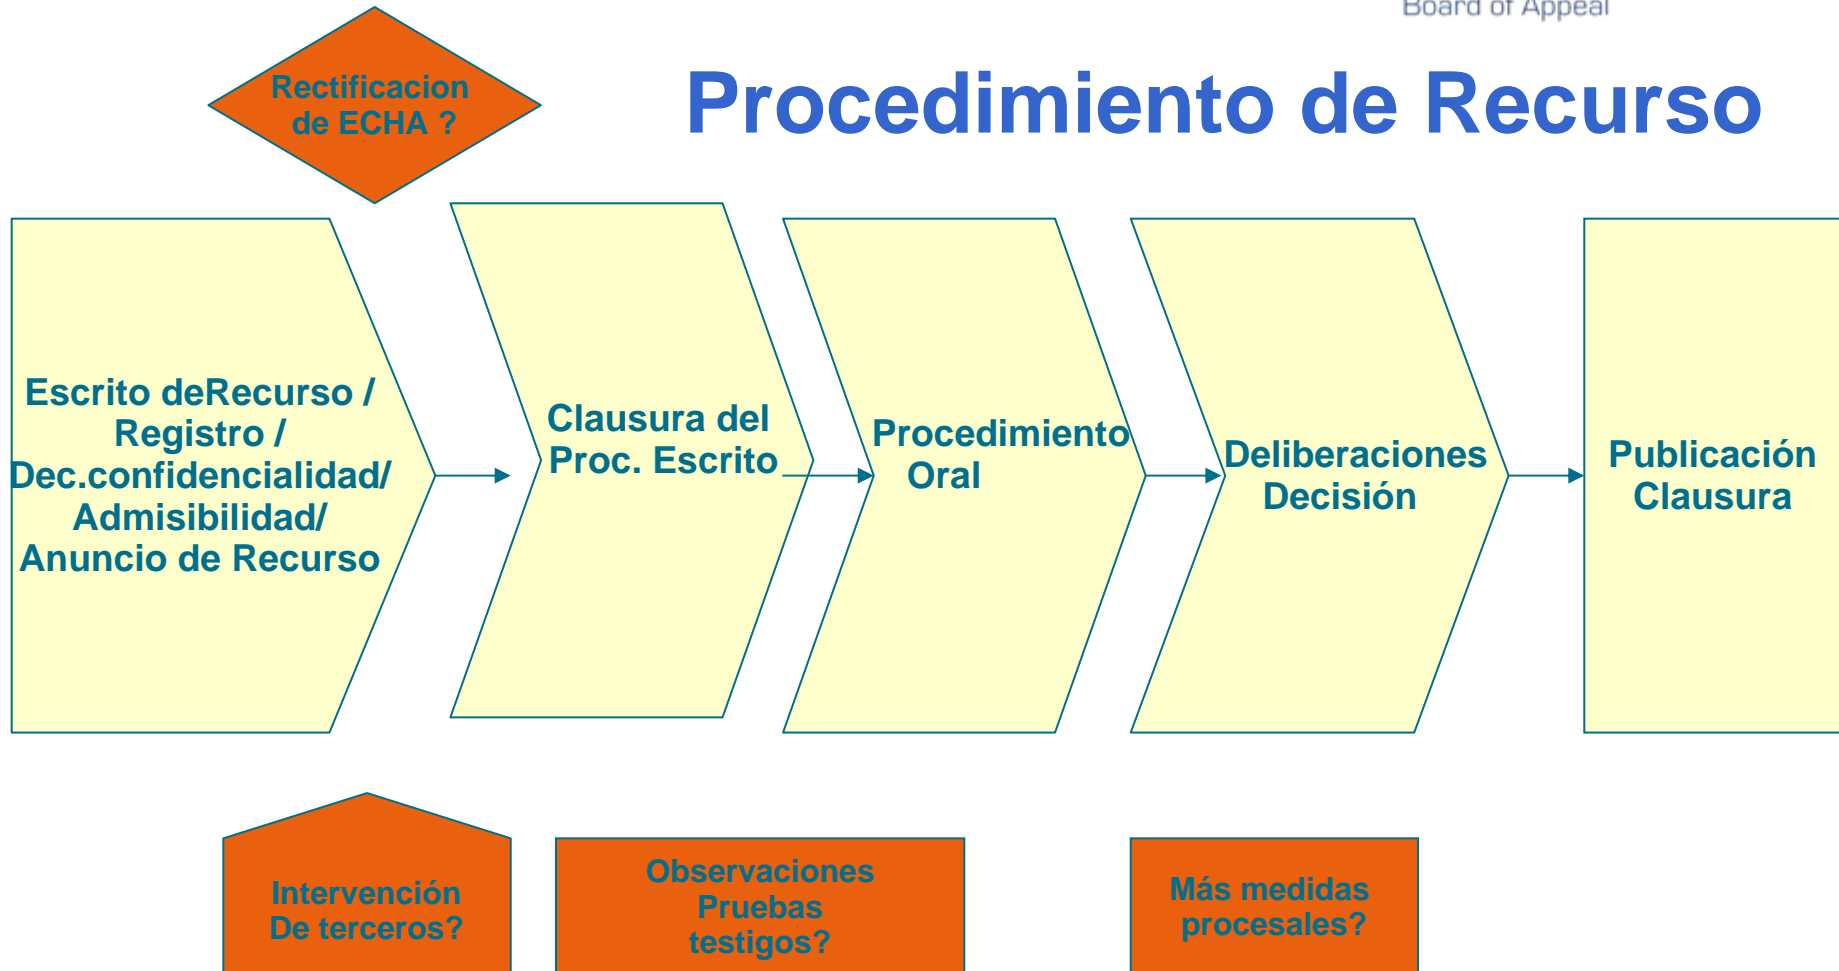 Board of Appeal
Rectificacion
de ECHA ?
Procedimiento de Recurso
Escrito deRecurso /
Registro /
Dec.confidencialidad/
Admisibilidad/
Anuncio de Recurso
Clausura del
Proc. Escrito
Procedimiento
Oral
Deliberaciones
Decisión
Publicación
Clausura
Intervención
De terceros?
Observaciones
Pruebas
testigos?
Más medidas
procesales?